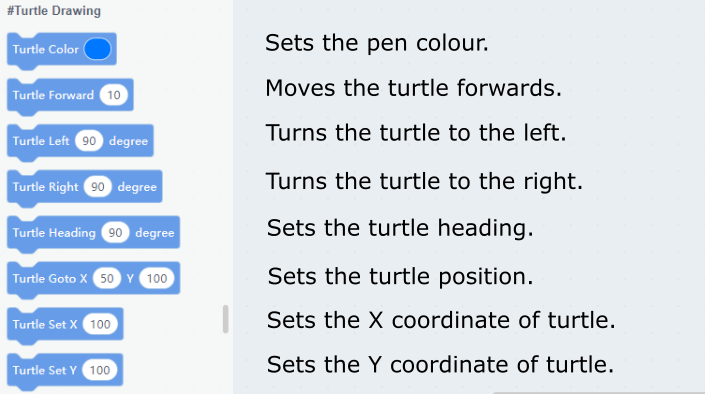 #Turtle Drawing
Turtle Color Sets the pen colour.
Turtle Forward 10 Moves the turtle forwards.
Turtle Left 90 degree Turns the turtle to the left.
Turtle Right 90 degree Turns the turtle to the right.
Turtle Heading 90 degree Sets the turtle heading.
Turtle Goto X 50 Y 100 Sets the turtle position.
Turtle Set X 100 Sets the X coordinate of turtle.
Turtle Set Y 100 Sets the Y coordinate of turtle.